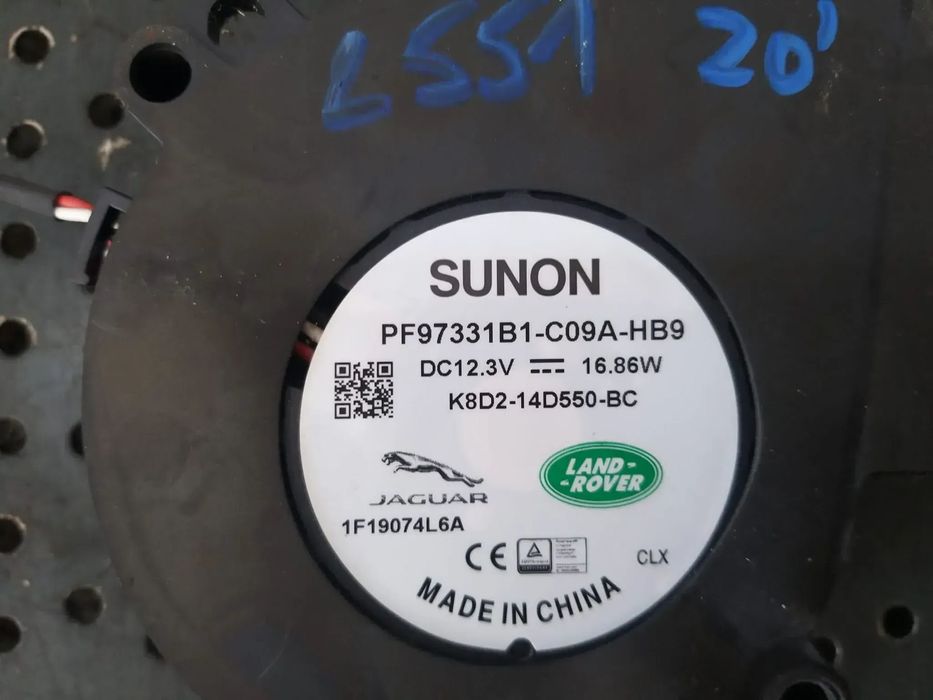 L551 20'
SUNON
PF97331B1-C09A-HB9
DC12.3V 16.86W
K8D2-14D550-BC
JAGUAR
LAND-
-ROVER
1F19074L6A
CE
CLX
MADE IN CHINA